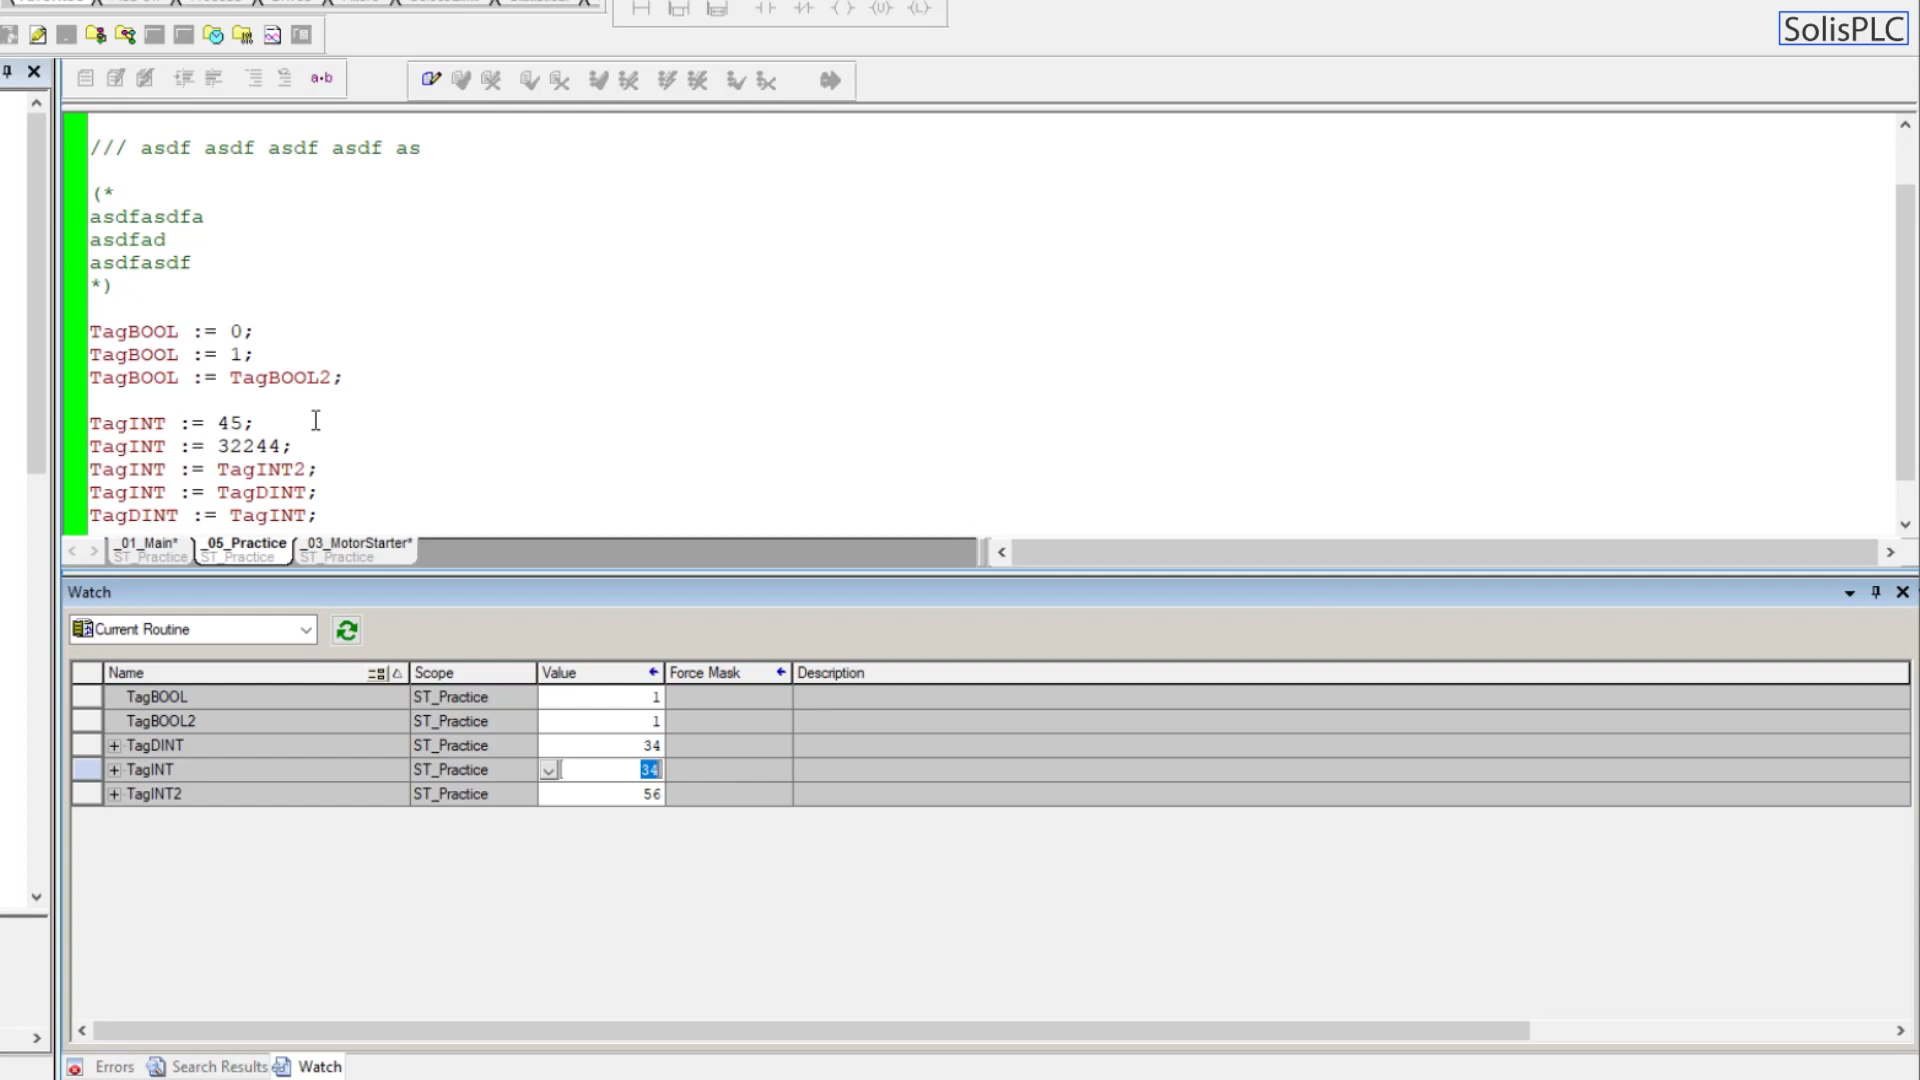 SolisPLC
a·b
/// asdf asdf asdf asdf as
(*
asdfasdfa
asdfad
asdfasdf
*)
TagBOOL := 0;
TagBOOL := 1;
TagBOOL := TagBOOL2;
TagINT := 45;
TagINT := 32244;
TagINT := TagINT2;
TagINT := TagDINT;
TagDINT := TagINT;
_01_Main* _05_Practice _03_MotorStarter*
ST_Practice ST_Practice ST_Practice
Watch
Current Routine
Name Scope Value Force Mask Description
TagBOOL ST_Practice 1
TagBOOL2 ST_Practice 1
TagDINT ST_Practice 34
TagINT ST_Practice 34
TagINT2 ST_Practice 56
Errors Search Results Watch